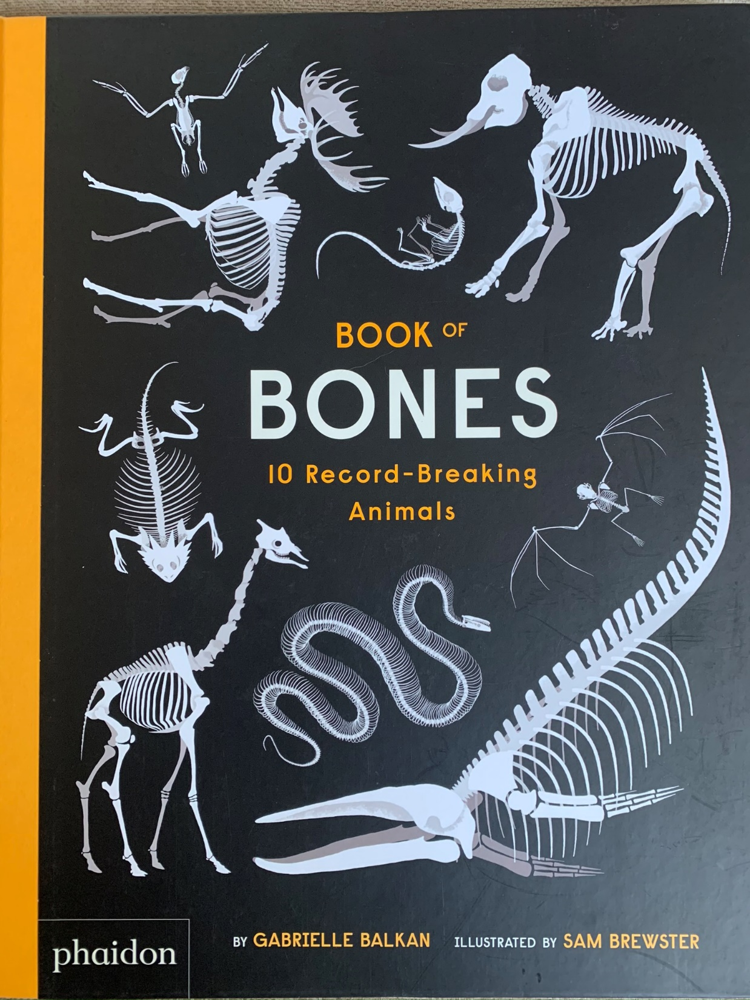 BOOK OF
BONES
10 Record-Breaking
Animals
BY GABRIELLE BALKAN ILLUSTRATED BY SAM BREWSTER
phaidon